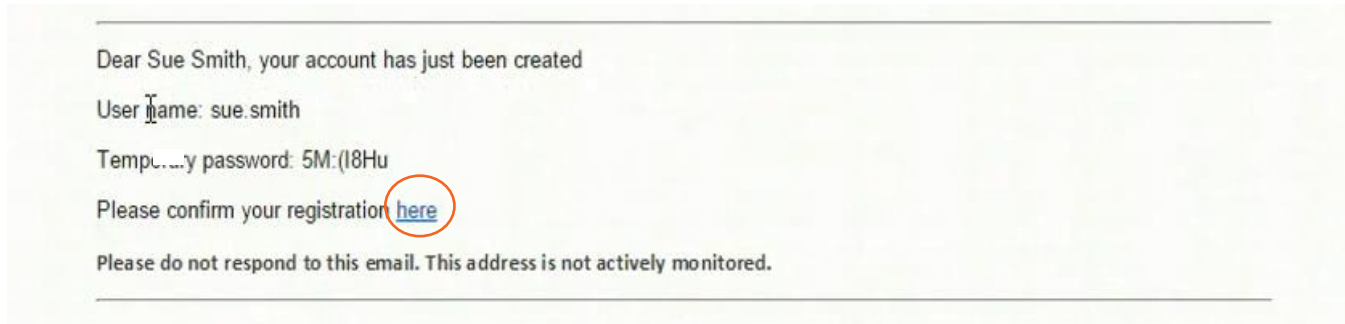 Dear Sue Smith, your account has just been created
User name: sue.smith
password: 5M:(I8Hu
Please confirm your registration here
Please do not respond to this email. This address is not actively monitored.